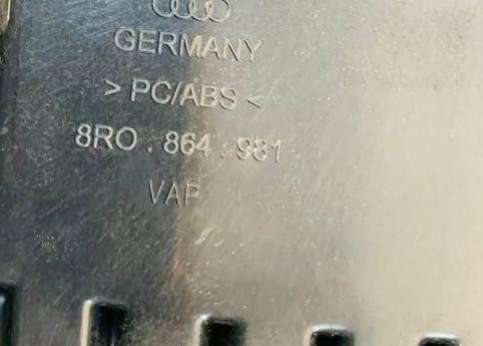 GERMANY
> PC/ABS <
8R0 . 864 . 981
VAP